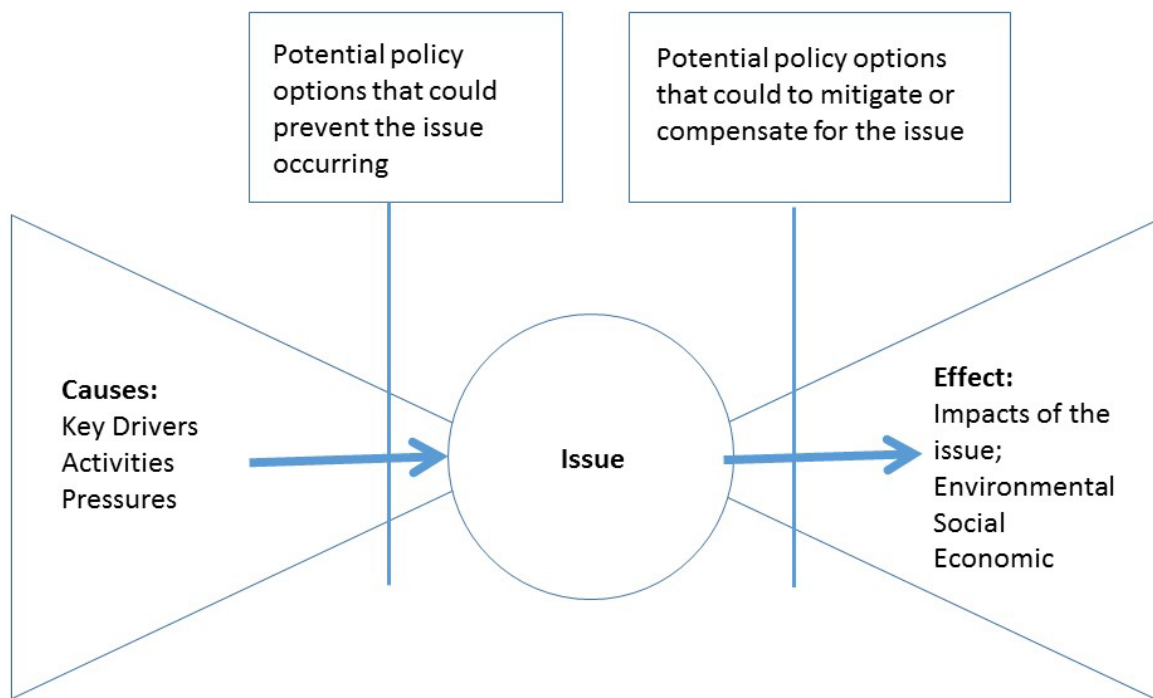 Potential policy
options that could
prevent the issue
occurring
Potential policy options
that could to mitigate or
compensate for the issue
Causes:
Key Drivers
Activities
Pressures
Issue
Effect:
Impacts of the
issue;
Environmental
Social
Economic